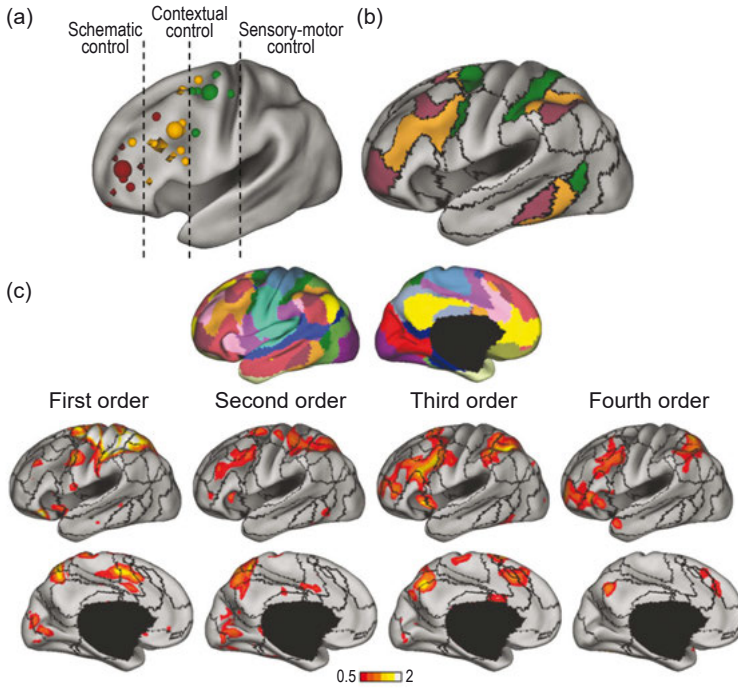 (a)
Schematic control
Contextual control
Sensory-motor control
(b)
(c)
First order
Second order
Third order
Fourth order
0.5
2